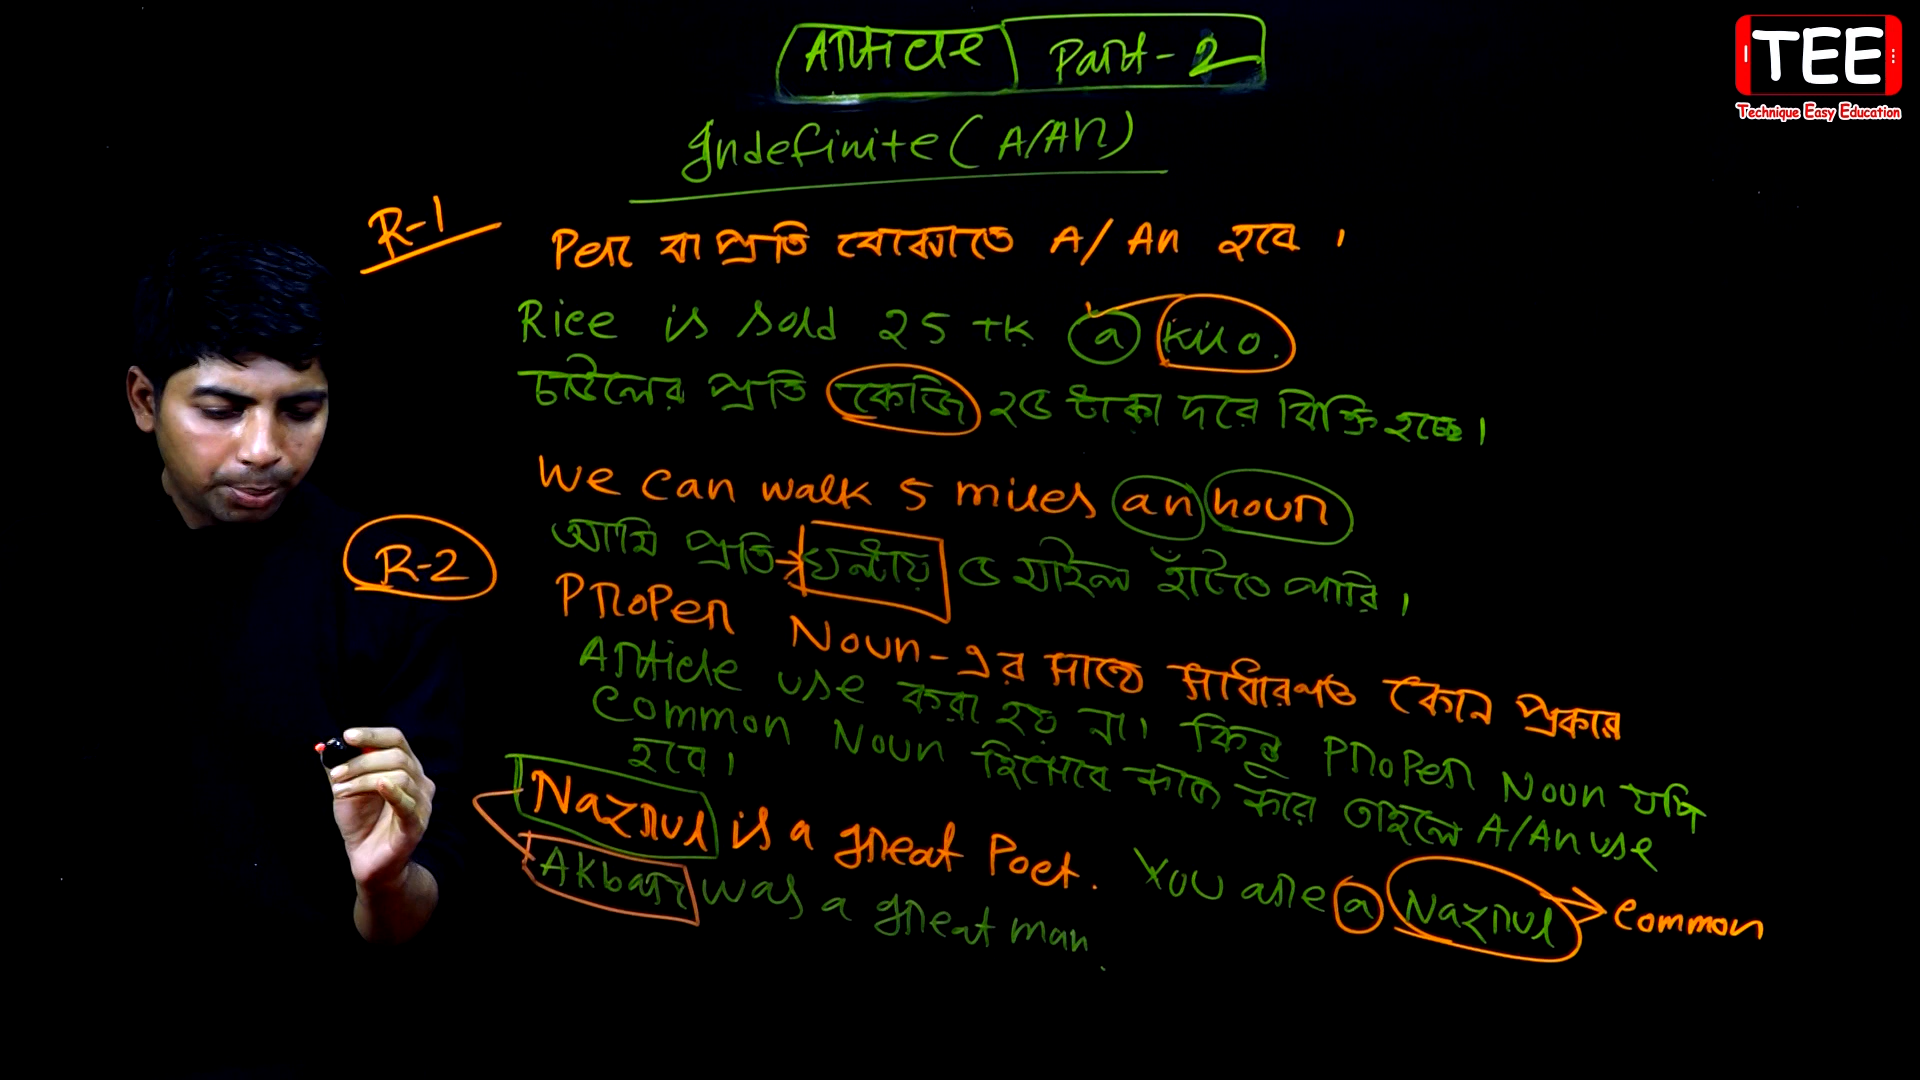 Article Part-2
TEE
Technique Easy Education
Indefinite (A/An)
R-1
Per বা প্রতি বোঝাতে A/An হবে।
Rice is sold 25 TK a kilo.
চাউলের প্রতি কেজি ২৫ টাকা দরে বিক্রি হচ্ছে।
We can walk 5 miles an hour
আমি প্রতি ঘন্টায় ৫ মাইল হাঁটতে পারি।
R-2
Proper Noun-এর সাথে সাধারণত কোন প্রকার
Article use করা হয় না। কিন্তু Proper Noun যদি
Common Noun হিসেবে কাজ করে তাহলে A/An use
হবে।
Nazrul is a great Poet. You are a Nazrul → common
Akbar was a great man.